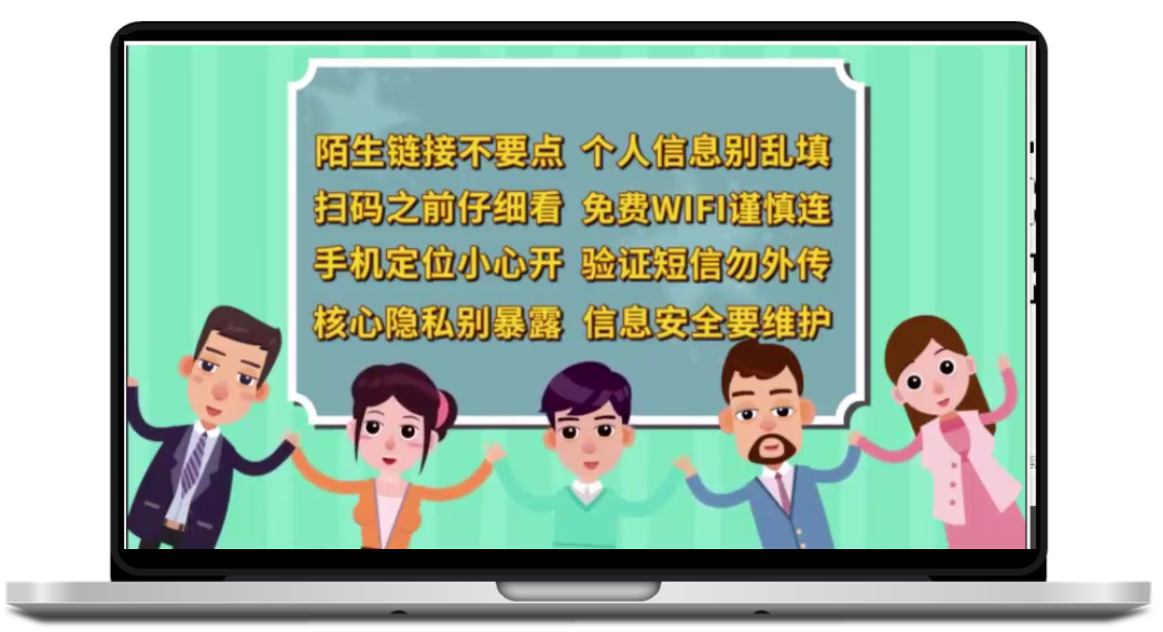 陌生链接不要点 个人信息别乱填
扫码之前仔细看 免费WIFI谨慎连
手机定位小心开 验证短信勿外传
核心隐私别暴露 信息安全要维护